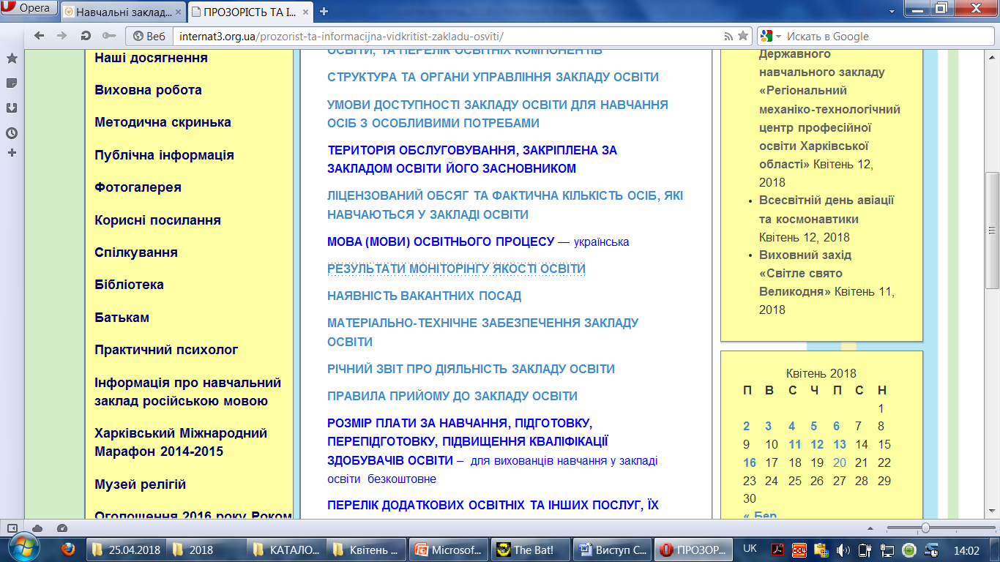 Opera
Навчальні заклад...
ПРОЗОРІСТЬ ТА І...
Веб
internat3.org.ua/prozorist-ta-informacijna-vidkritist-zakladu-osviti/
Искать в Google
Наші досягнення
Виховна робота
Методична скринька
Публічна інформація
Фотогалерея
Корисні посилання
Спілкування
Бібліотека
Батькам
Практичний психолог
Інформація про навчальний
заклад російською мовою
Харківський Міжнародний
Марафон 2014-2015
Музей релігій
Оголошення 2016 року Роком
ОСВІТИ, ТА ПЕРЕЛІК ОСВІТНІХ КОМПОНЕНТІВ
СТРУКТУРА ТА ОРГАНИ УПРАВЛІННЯ ЗАКЛАДУ ОСВІТИ
УМОВИ ДОСТУПНОСТІ ЗАКЛАДУ ОСВІТИ ДЛЯ НАВЧАННЯ
ОСІБ З ОСОБЛИВИМИ ПОТРЕБАМИ
ТЕРИТОРІЯ ОБСЛУГОВУВАННЯ, ЗАКРІПЛЕНА ЗА
ЗАКЛАДОМ ОСВІТИ ЙОГО ЗАСНОВНИКОМ
ЛІЦЕНЗОВАНИЙ ОБСЯГ ТА ФАКТИЧНА КІЛЬКІСТЬ ОСІБ, ЯКІ
НАВЧАЮТЬСЯ У ЗАКЛАДІ ОСВІТИ
МОВА (МОВИ) ОСВІТНЬОГО ПРОЦЕСУ — українська
РЕЗУЛЬТАТИ МОНІТОРІНГУ ЯКОСТІ ОСВІТИ
НАЯВНІСТЬ ВАКАНТНИХ ПОСАД
МАТЕРІАЛЬНО-ТЕХНІЧНЕ ЗАБЕЗПЕЧЕННЯ ЗАКЛАДУ
ОСВІТИ
РІЧНИЙ ЗВІТ ПРО ДІЯЛЬНІСТЬ ЗАКЛАДУ ОСВІТИ
ПРАВИЛА ПРИЙОМУ ДО ЗАКЛАДУ ОСВІТИ
РОЗМІР ПЛАТИ ЗА НАВЧАННЯ, ПІДГОТОВКУ,
ПЕРЕПІДГОТОВКУ, ПІДВИЩЕННЯ КВАЛІФІКАЦІЇ
ЗДОБУВАЧІВ ОСВІТИ – для вихованців навчання у закладі
освіти безкоштовне
ПЕРЕЛІК ДОДАТКОВИХ ОСВІТНІХ ТА ІНШИХ ПОСЛУГ, ЇХ
Державного
навчального закладу
«Регіональний
механіко-технологічний
центр професійної
освіти Харківської
області» Квітень 12,
2018
Всесвітній день авіації
та космонавтики
Квітень 12, 2018
Виховний захід
«Світле свято
Великодня» Квітень 11,
2018
Квітень 2018
П В С Ч П С Н
1
2 3 4 5 6 7 8
9 10 11 12 13 14 15
16 17 18 19 20 21 22
23 24 25 26 27 28 29
30
« Бер
25.04.2018
2018
КАТАЛО...
Квітень ...
Microsof...
The Bat!
Виступ С...
ПРОЗОР...
UK
14:02